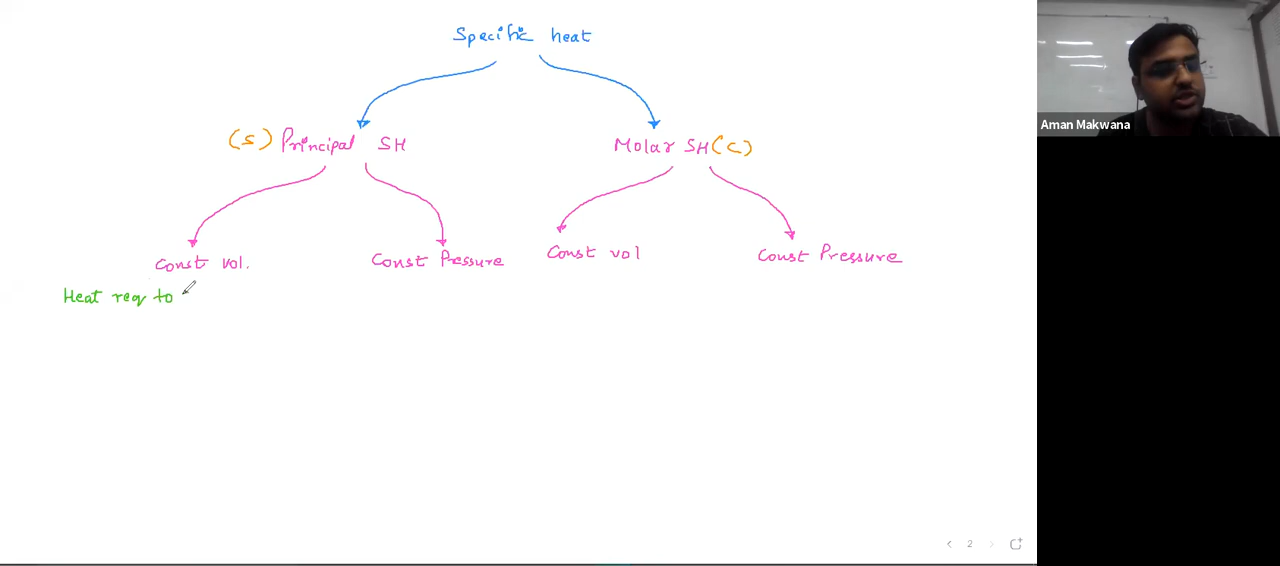 Specific heat
Aman Makwana
(S) Principal SH
Molar SH (C)
Const vol.
Const Pressure
Const vol
Const Pressure
Heat req to
2